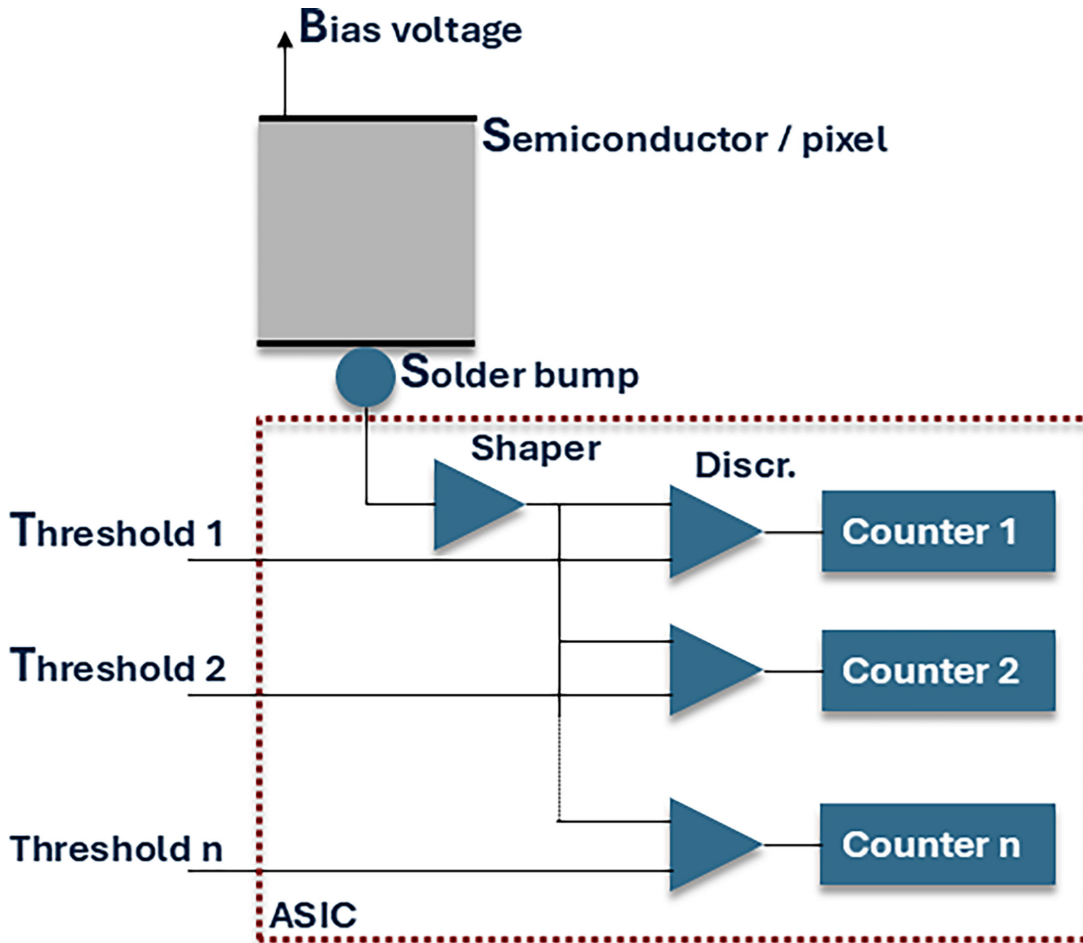 Bias voltage
Semiconductor / pixel
Solder bump
Shaper
Discr.
Threshold 1
Counter 1
Threshold 2
Counter 2
Threshold n
Counter n
ASIC